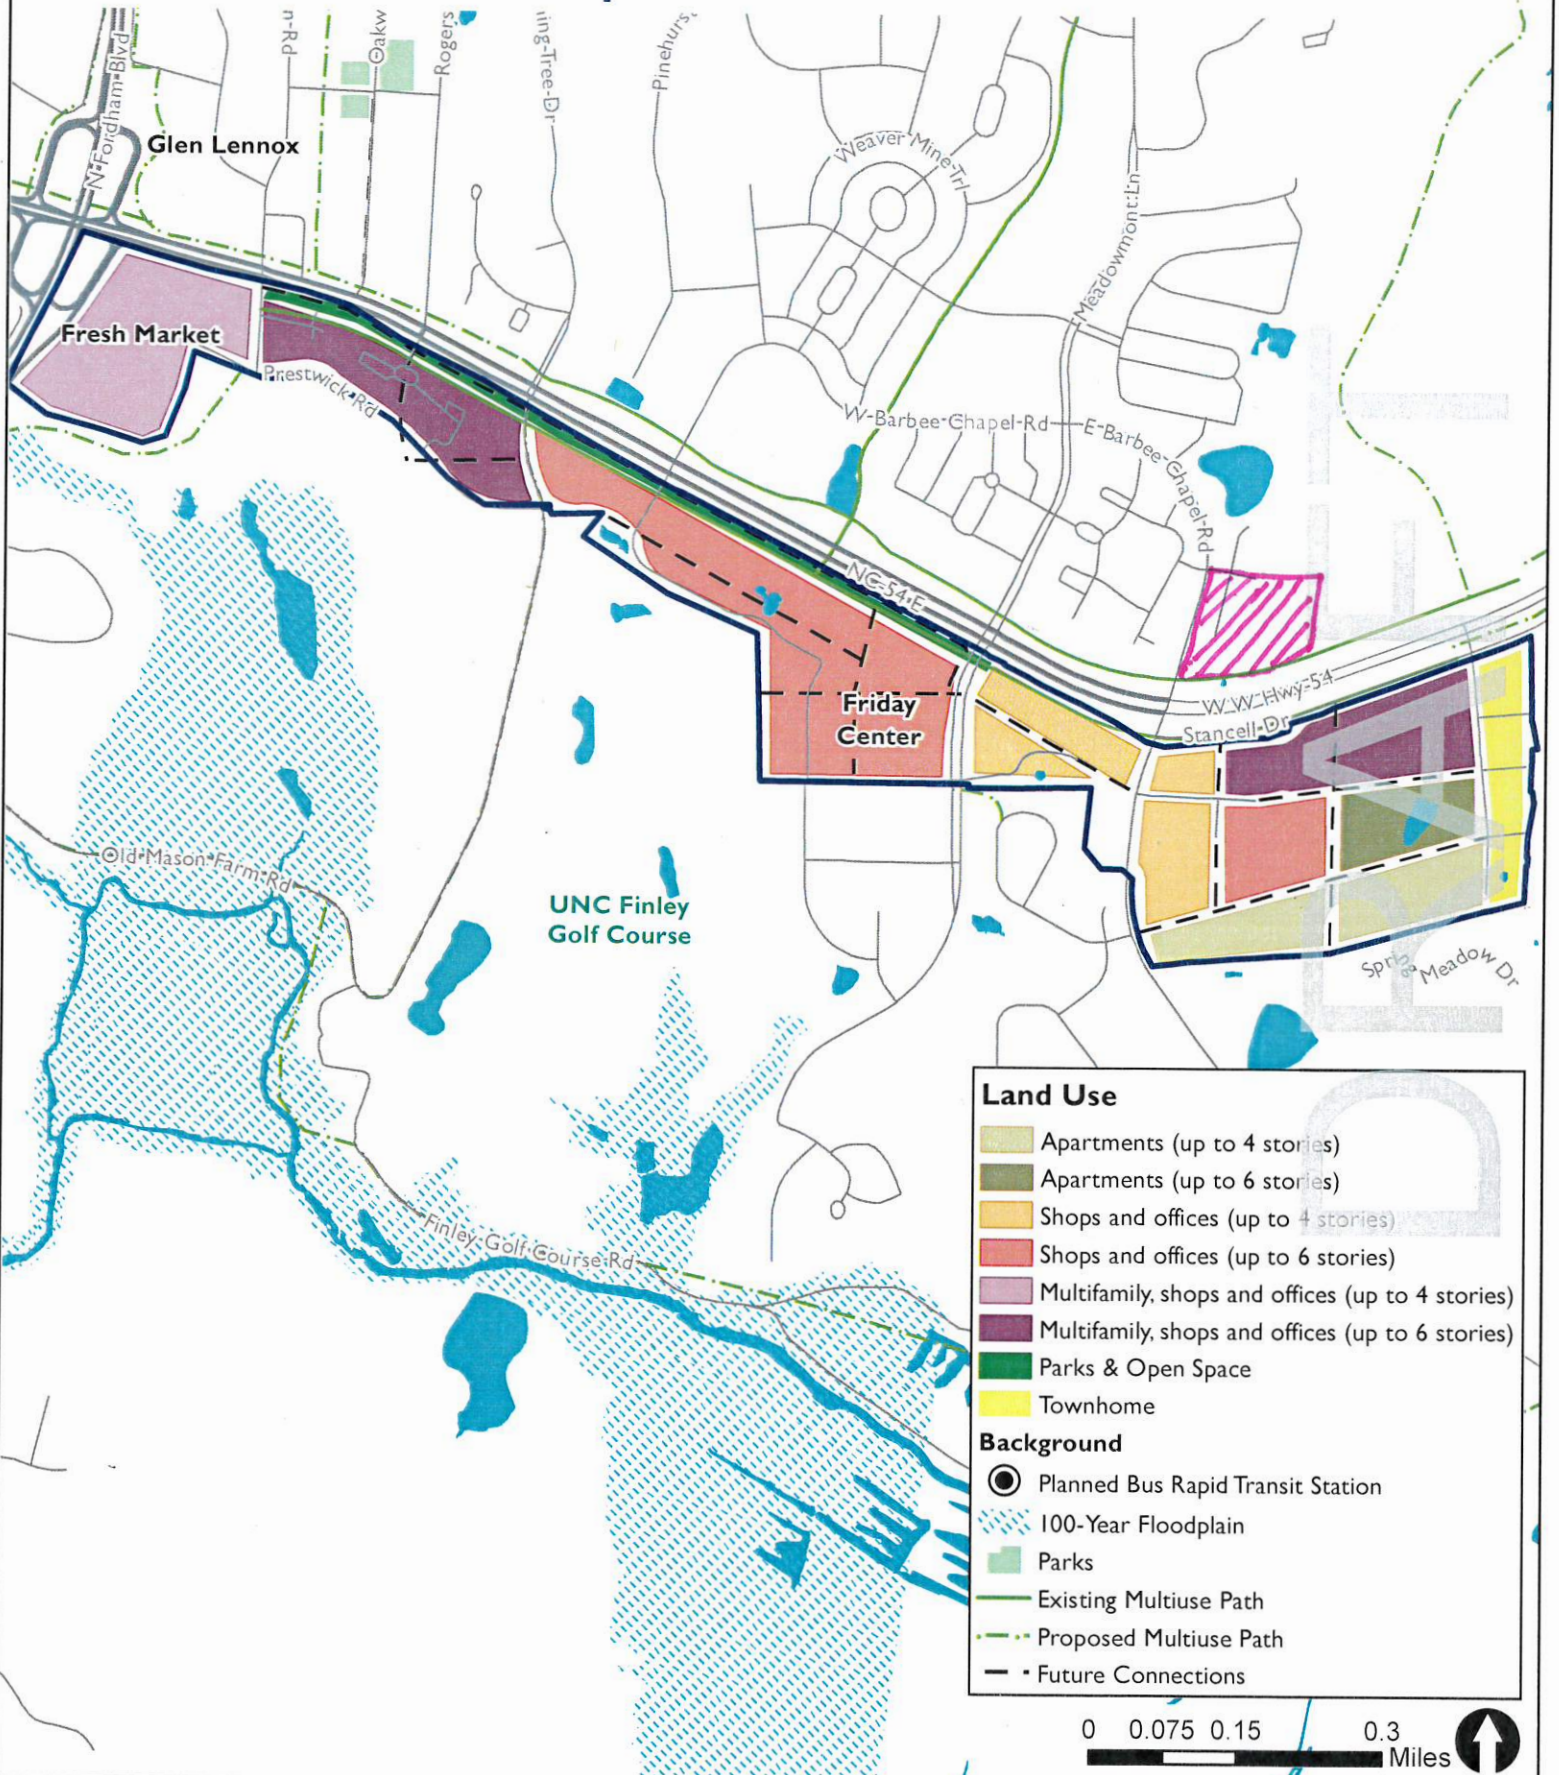 N-Fordham-Blvd
Oakw
Rogers
ing-Tree-Dr
Pinehurs
Glen Lennox
Weaver Mine-Trl
Meadowmont-Ln
Fresh Market
Prestwick-Rd
W-Barbee-Chapel-Rd
E-Barbee-Chapel-Rd
NC-54-E
W W Hwy-54
Stancell-Dr
Friday
Center
Old-Mason-Farm-Rd
UNC Finley
Golf Course
Meadow Dr
Finley-Golf-Course-Rd
DRAFT
Land Use
Apartments (up to 4 stories)
Apartments (up to 6 stories)
Shops and offices (up to 4 stories)
Shops and offices (up to 6 stories)
Multifamily, shops and offices (up to 4 stories)
Multifamily, shops and offices (up to 6 stories)
Parks & Open Space
Townhome
Background
Planned Bus Rapid Transit Station
100-Year Floodplain
Parks
Existing Multiuse Path
Proposed Multiuse Path
Future Connections
0 0.075 0.15 0.3
Miles